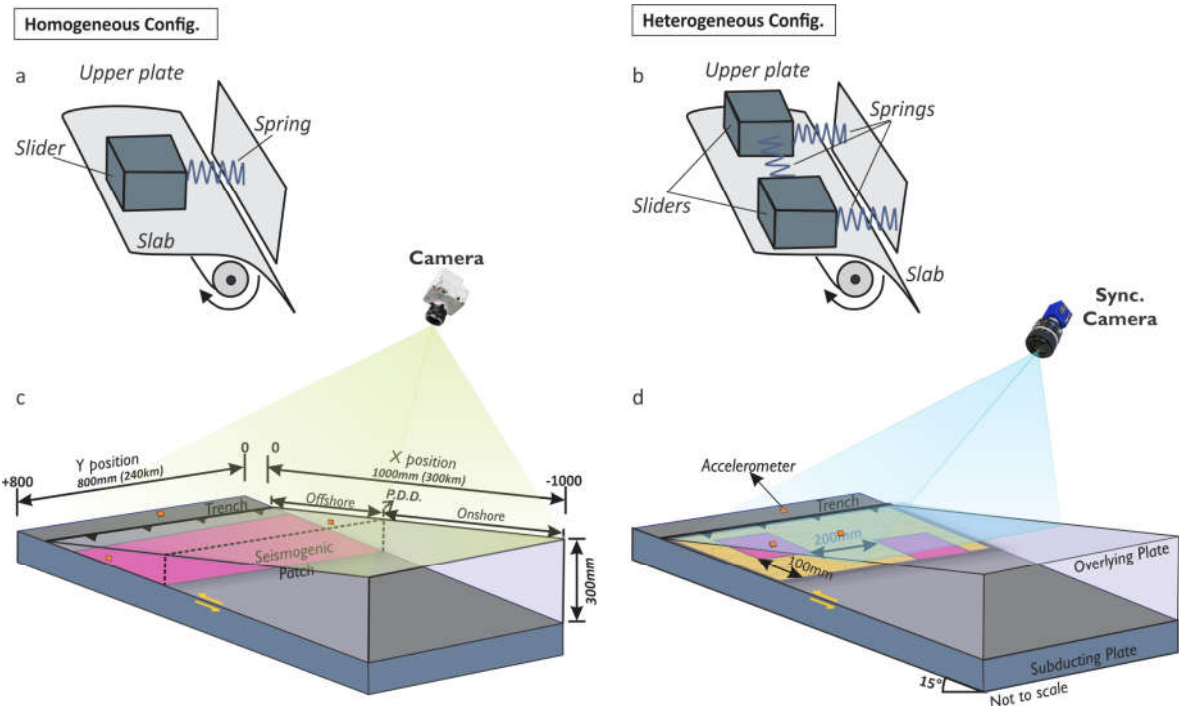 Homogeneous Config.
Heterogeneous Config.
a
Upper plate
Spring
Slider
Slab
b
Upper plate
Springs
Sliders
Slab
Camera
Sync.
Camera
c
0
0
+800
Y position
800mm (240km)
X position
1000mm (300km)
-1000
P.D.D.
Trench
Offshore
Onshore
Seismogenic
Patch
300mm
d
Accelerometer
Trench
200mm
100mm
Overlying Plate
Subducting Plate
15°
Not to scale